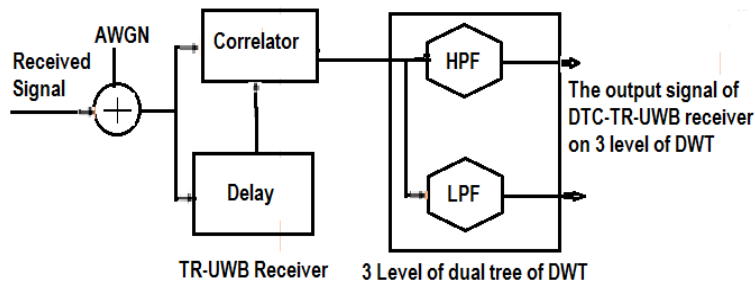 AWGN
Received
Signal
Correlator
Delay
TR-UWB Receiver
HPF
LPF
3 Level of dual tree of DWT
The output signal of
DTC-TR-UWB receiver
on 3 level of DWT